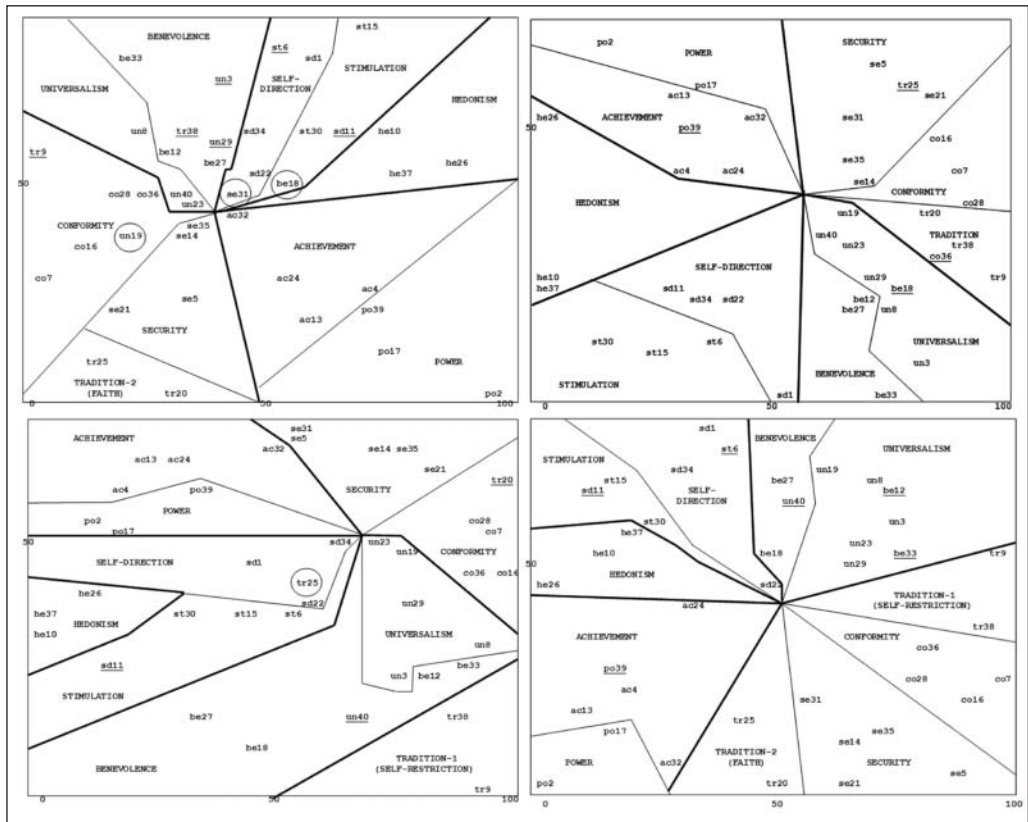 st15
BENEVOLENCE
st6
be33
sd1
SELF-
DIRECTION
STIMULATION
un3
UNIVERSALISM
HEDONISM
un8
tr38
sd34
st30
sd11
he10
un29
tr9
be12
be27
he26
sd22
he37
50
be18
co28
co36
un40
se31
un23
ac32
CONFORMITY
se35
un19
se14
co16
ACHIEVEMENT
co7
ac24
ac4
se5
po39
se21
ac13
SECURITY
po17
tr25
POWER
TRADITION-2
(FAITH)
tr20
po2
0
50
100
po2
SECURITY
POWER
se5
po17
tr25
ac13
se21
he26
ACHIEVEMENT
ac32
se31
50
po39
co16
se35
ac4
ac24
co7
se14
CONFORMITY
HEDONISM
co28
un19
tr20
un40
TRADITION
un23
tr38
co36
SELF-DIRECTION
he10
un29
tr9
he37
sd11
be18
sd34
sd22
be12
be27
un8
st30
st6
st15
UNIVERSALISM
un3
BENEVOLENCE
STIMULATION
sd1
be33
0
50
100
se31
ACHIEVEMENT
se5
ac32
se14
se35
ac13
ac24
se21
tr20
ac4
po39
SECURITY
POWER
po2
co28
po17
co7
50
sd34
un23
un19
CONFORMITY
SELF-DIRECTION
sd1
co36
co16
tr25
he26
sd22
un29
he37
st30
st15
st6
HEDONISM
he10
UNIVERSALISM
un8
sd11
be33
un3
be12
STIMULATION
be27
un40
tr38
be18
TRADITION-1
(SELF-RESTRICTION)
BENEVOLENCE
tr9
0
50
100
sd1
BENEVOLENCE
st6
UNIVERSALISM
STIMULATION
sd34
un19
st15
be27
un8
SELF-
DIRECTION
be12
sd11
un40
st30
un3
he37
un23
he10
be18
be33
tr9
50
un29
HEDONISM
he26
sd22
TRADITION-1
(SELF-RESTRICTION)
ac24
tr38
ACHIEVEMENT
CONFORMITY
co36
po39
co28
co7
ac4
se31
co16
ac13
tr25
po17
se35
se14
TRADITION-2
(FAITH)
POWER
ac32
SECURITY
se5
po2
tr20
se21
0
50
100